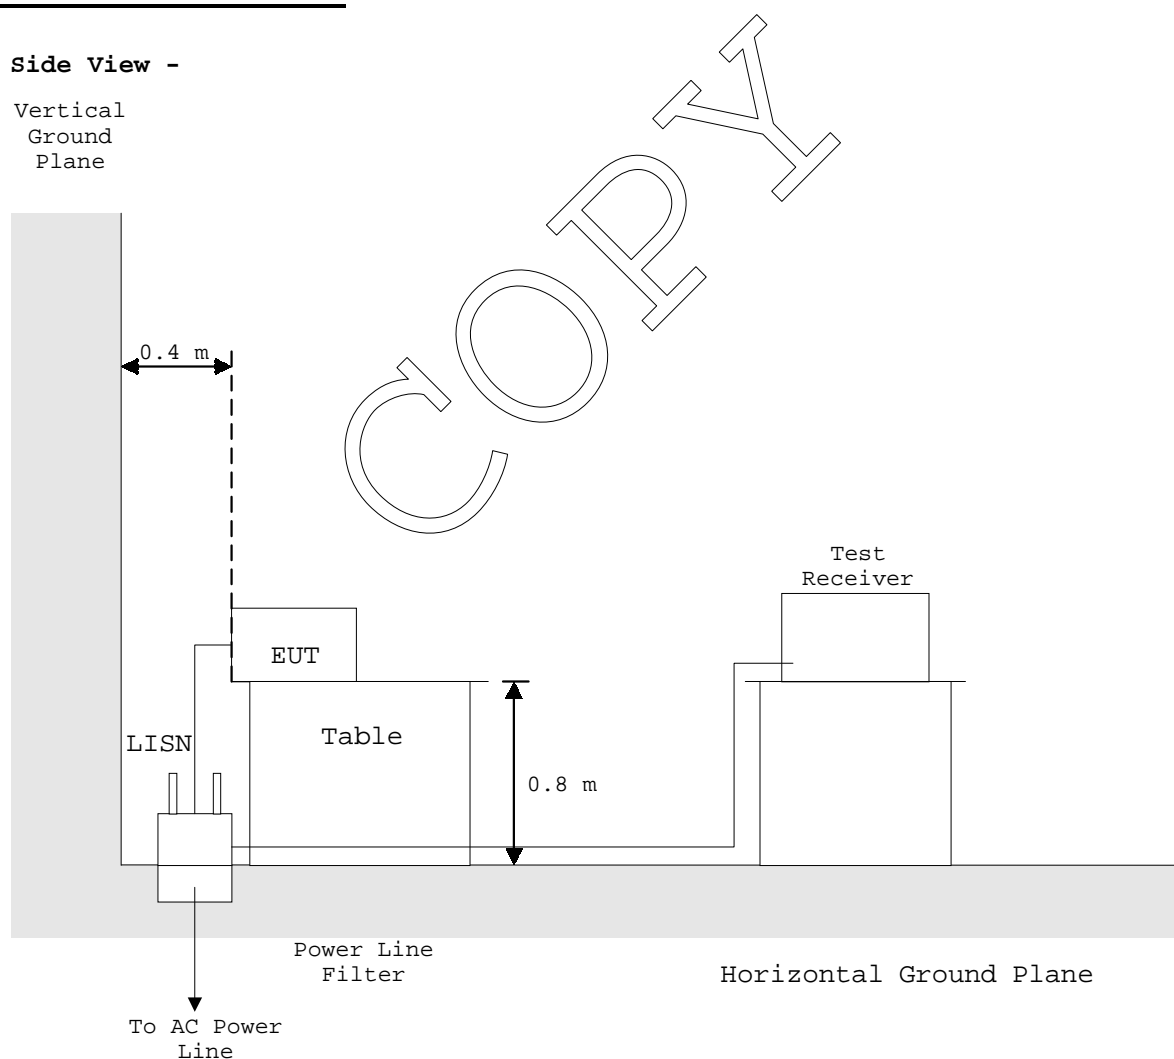 Side View -
Vertical
Ground
Plane
COPY
0.4 m
Test
Receiver
EUT
LISN
Table
0.8 m
Power Line
Filter
Horizontal Ground Plane
To AC Power
Line